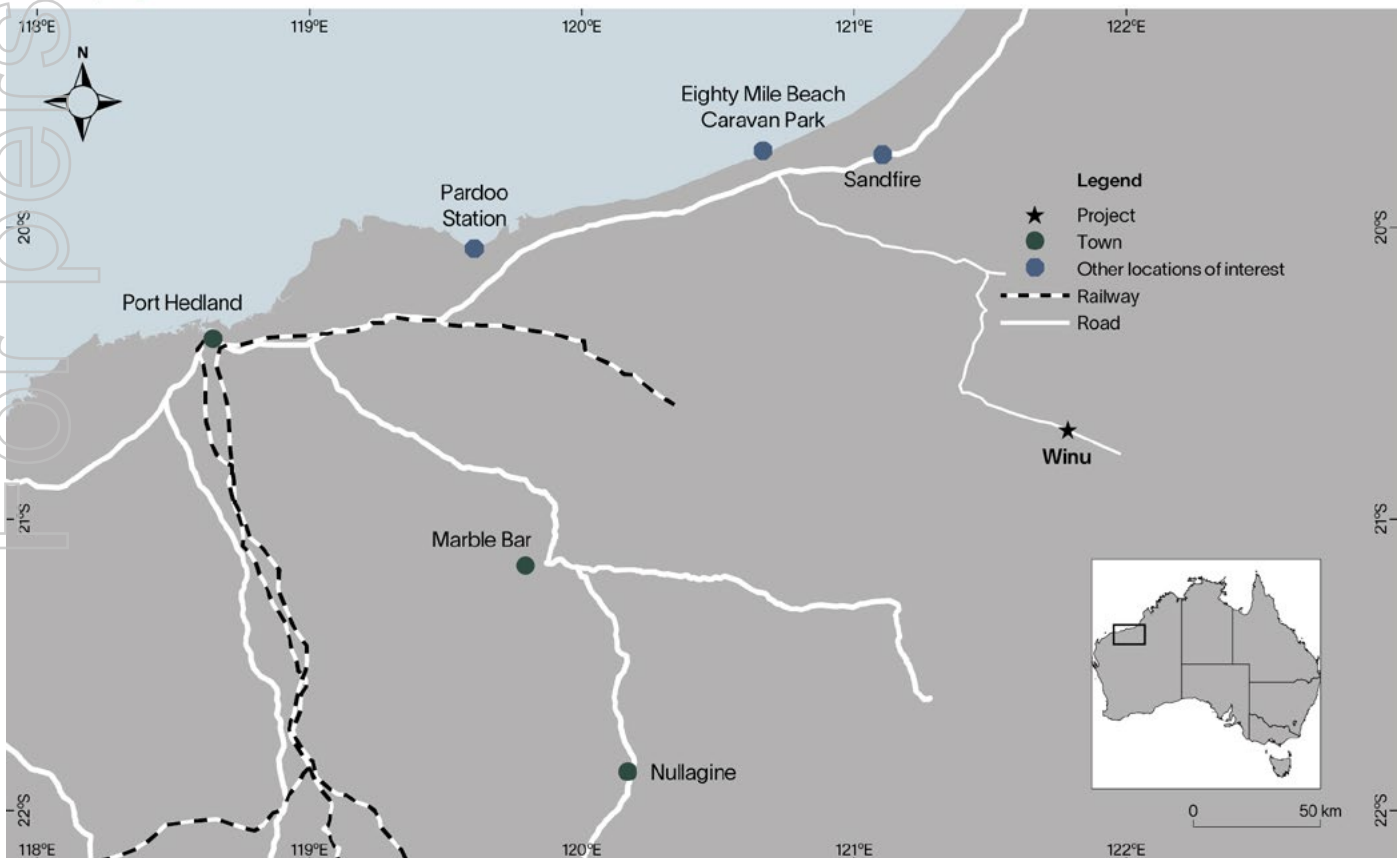 118°E
119°E
120°E
121°E
122°E
N
Eighty Mile Beach
Caravan Park
Sandfire
Pardoo
Station
Legend
Project
Town
Other locations of interest
Railway
Road
20°S
20°S
Port Hedland
Winu
21°S
21°S
Marble Bar
Nullagine
0
50 km
22°S
22°S
118°E
119°E
120°E
121°E
122°E
For pers